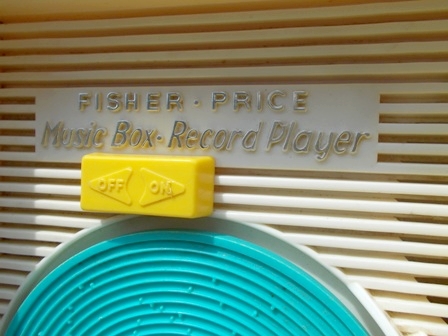 FISHER · PRICE
Music Box · Record Player
OFF ON